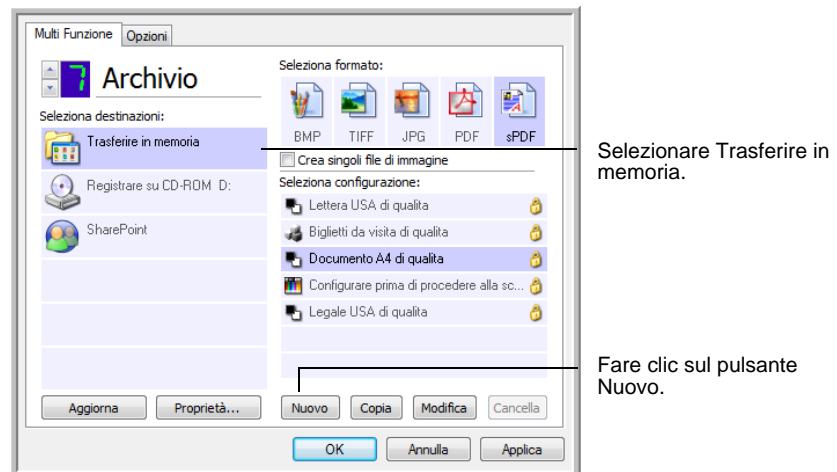 Multi Funzione
Opzioni
7
Archivio
Seleziona destinazioni:
Trasferire in memoria
Registrare su CD-ROM D:
SharePoint
Aggiorna
Proprietà...
Seleziona formato:
BMP
TIFF
JPG
PDF
sPDF
Crea singoli file di immagine
Seleziona configurazione:
Lettera USA di qualita
Biglietti da visita di qualita
Documento A4 di qualita
Configurare prima di procedere alla sc...
Legale USA di qualita
Nuovo
Copia
Modifica
Cancella
OK
Annulla
Applica
Selezionare Trasferire in
memoria.
Fare clic sul pulsante
Nuovo.